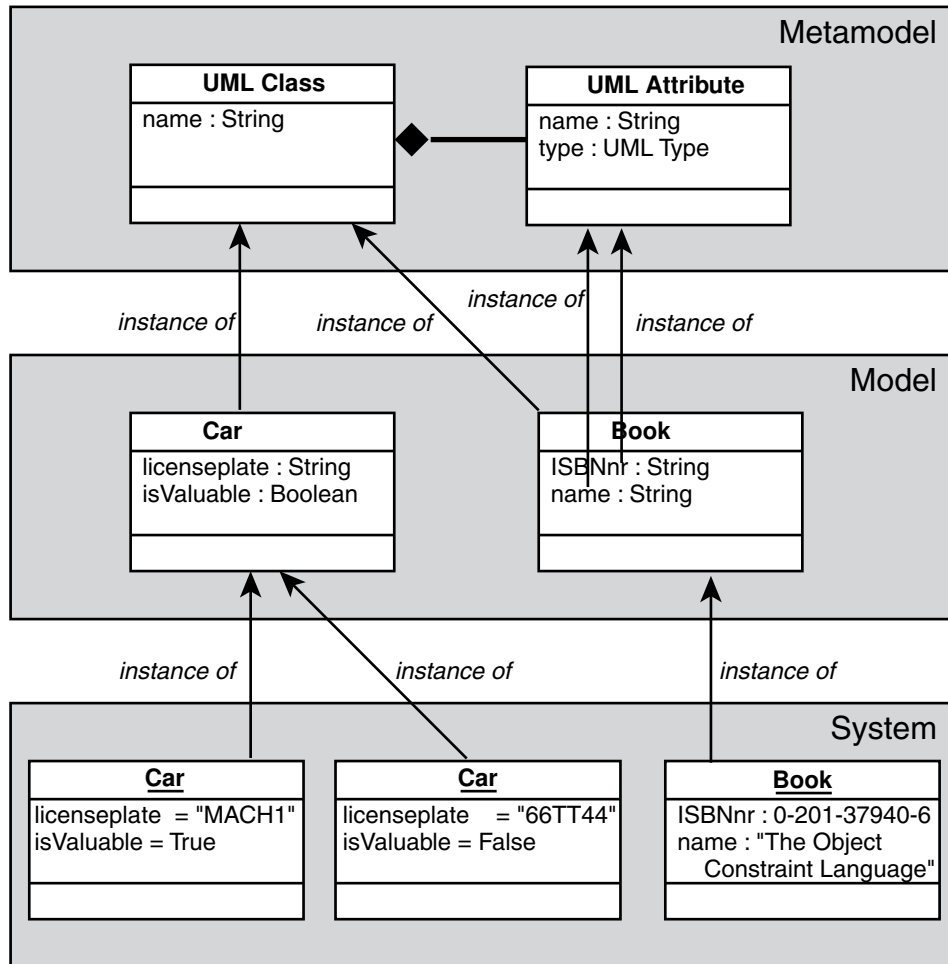 Metamodel
UML Class
name : String
UML Attribute
name : String
type : UML Type
instance of
instance of
instance of
instance of
Model
Car
licenseplate : String
isValuable : Boolean
Book
ISBNnr : String
name : String
instance of
instance of
instance of
System
Car
licenseplate = "MACH1"
isValuable = True
Car
licenseplate = "66TT44"
isValuable = False
Book
ISBNnr : 0-201-37940-6
name : "The Object
Constraint Language"